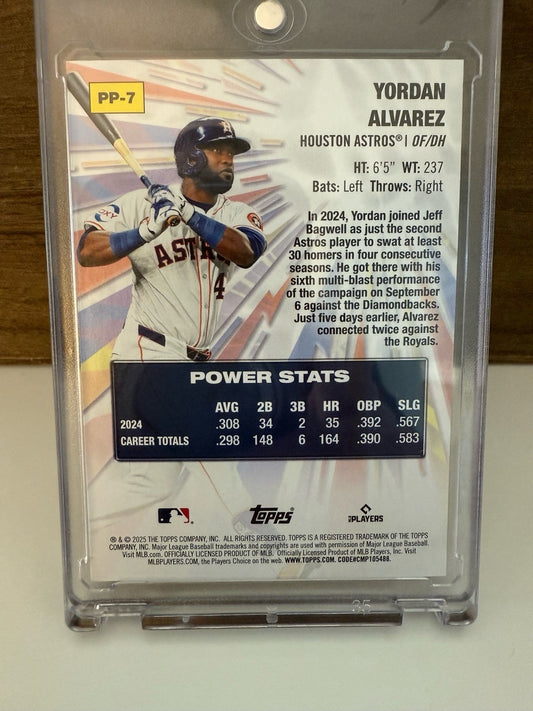 PP-7
YORDAN
ALVAREZ
HOUSTON ASTROS® | OF/DH
HT: 6'5" WT: 237
Bats: Left Throws: Right
In 2024, Yordan joined Jeff
Bagwell as just the second
Astros player to swat at least
30 homers in four consecutive
seasons. He got there with his
sixth multi-blast performance
of the campaign on September
6 against the Diamondbacks.
Just five days earlier, Alvarez
connected twice against
the Royals.
OXY
ASTROS
4
POWER STATS
AVG 2B 3B HR OBP SLG
2024 .308 34 2 35 .392 .567
CAREER TOTALS .298 148 6 164 .390 .583
Topps
PLAYERS
® & © 2025 THE TOPPS COMPANY, INC. ALL RIGHTS RESERVED. TOPPS IS A REGISTERED TRADEMARK OF THE TOPPS
COMPANY, INC. Major League Baseball trademarks and copyrights are used with permission of Major League Baseball.
Visit MLB.com. OFFICIALLY LICENSED PRODUCT OF MLB. Officially Licensed Product of MLB Players, Inc. Visit
MLBPLAYERS.COM, the Players Choice on the web. WWW.TOPPS.COM. CODE#CMP105488.
35